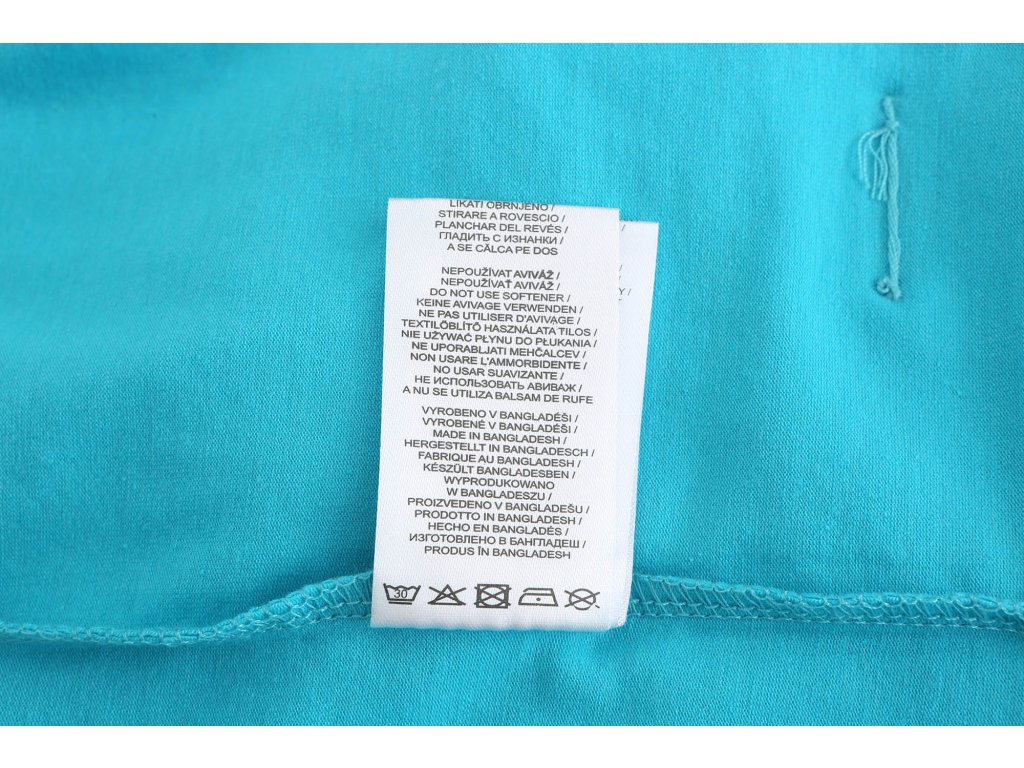 LIKATI OBRNJENO /
STIRARE A ROVESCIO /
PLANCHAR DEL REVÉS /
ГЛАДИТЬ С ИЗНАНКИ /
A SE CĂLCA PE DOS
NEPOUŽÍVAT AVIVÁŽ /
NEPOUŽÍVAŤ AVIVÁŽ /
DO NOT USE SOFTENER /
KEINE AVIVAGE VERWENDEN /
NE PAS UTILISER D'AVIVAGE /
TEXTILÖBLÍTŐ HASZNÁLATA TILOS /
NIE UŻYWAĆ PŁYNU DO PŁUKANIA /
NE UPORABLJATI MEHČALCEV /
NON USARE L'AMMORBIDENTE /
NO USAR SUAVIZANTE /
НЕ ИСПОЛЬЗОВАТЬ АВИВАЖ /
A NU SE UTILIZA BALSAM DE RUFE
VYROBENO V BANGLADÉŠI /
VYROBENÉ V BANGLADÉŠI /
MADE IN BANGLADESH /
HERGESTELLT IN BANGLADESCH /
FABRIQUE AU BANGLADESH /
KÉSZÜLT BANGLADESBEN /
WYPRODUKOWANO
W BANGLADESZU /
PROIZVEDENO V BANGLADEŠU /
PRODOTTO IN BANGLADESH /
HECHO EN BANGLADÉS /
ИЗГОТОВЛЕНО В БАНГЛАДЕШ /
PRODUS ÎN BANGLADESH
30